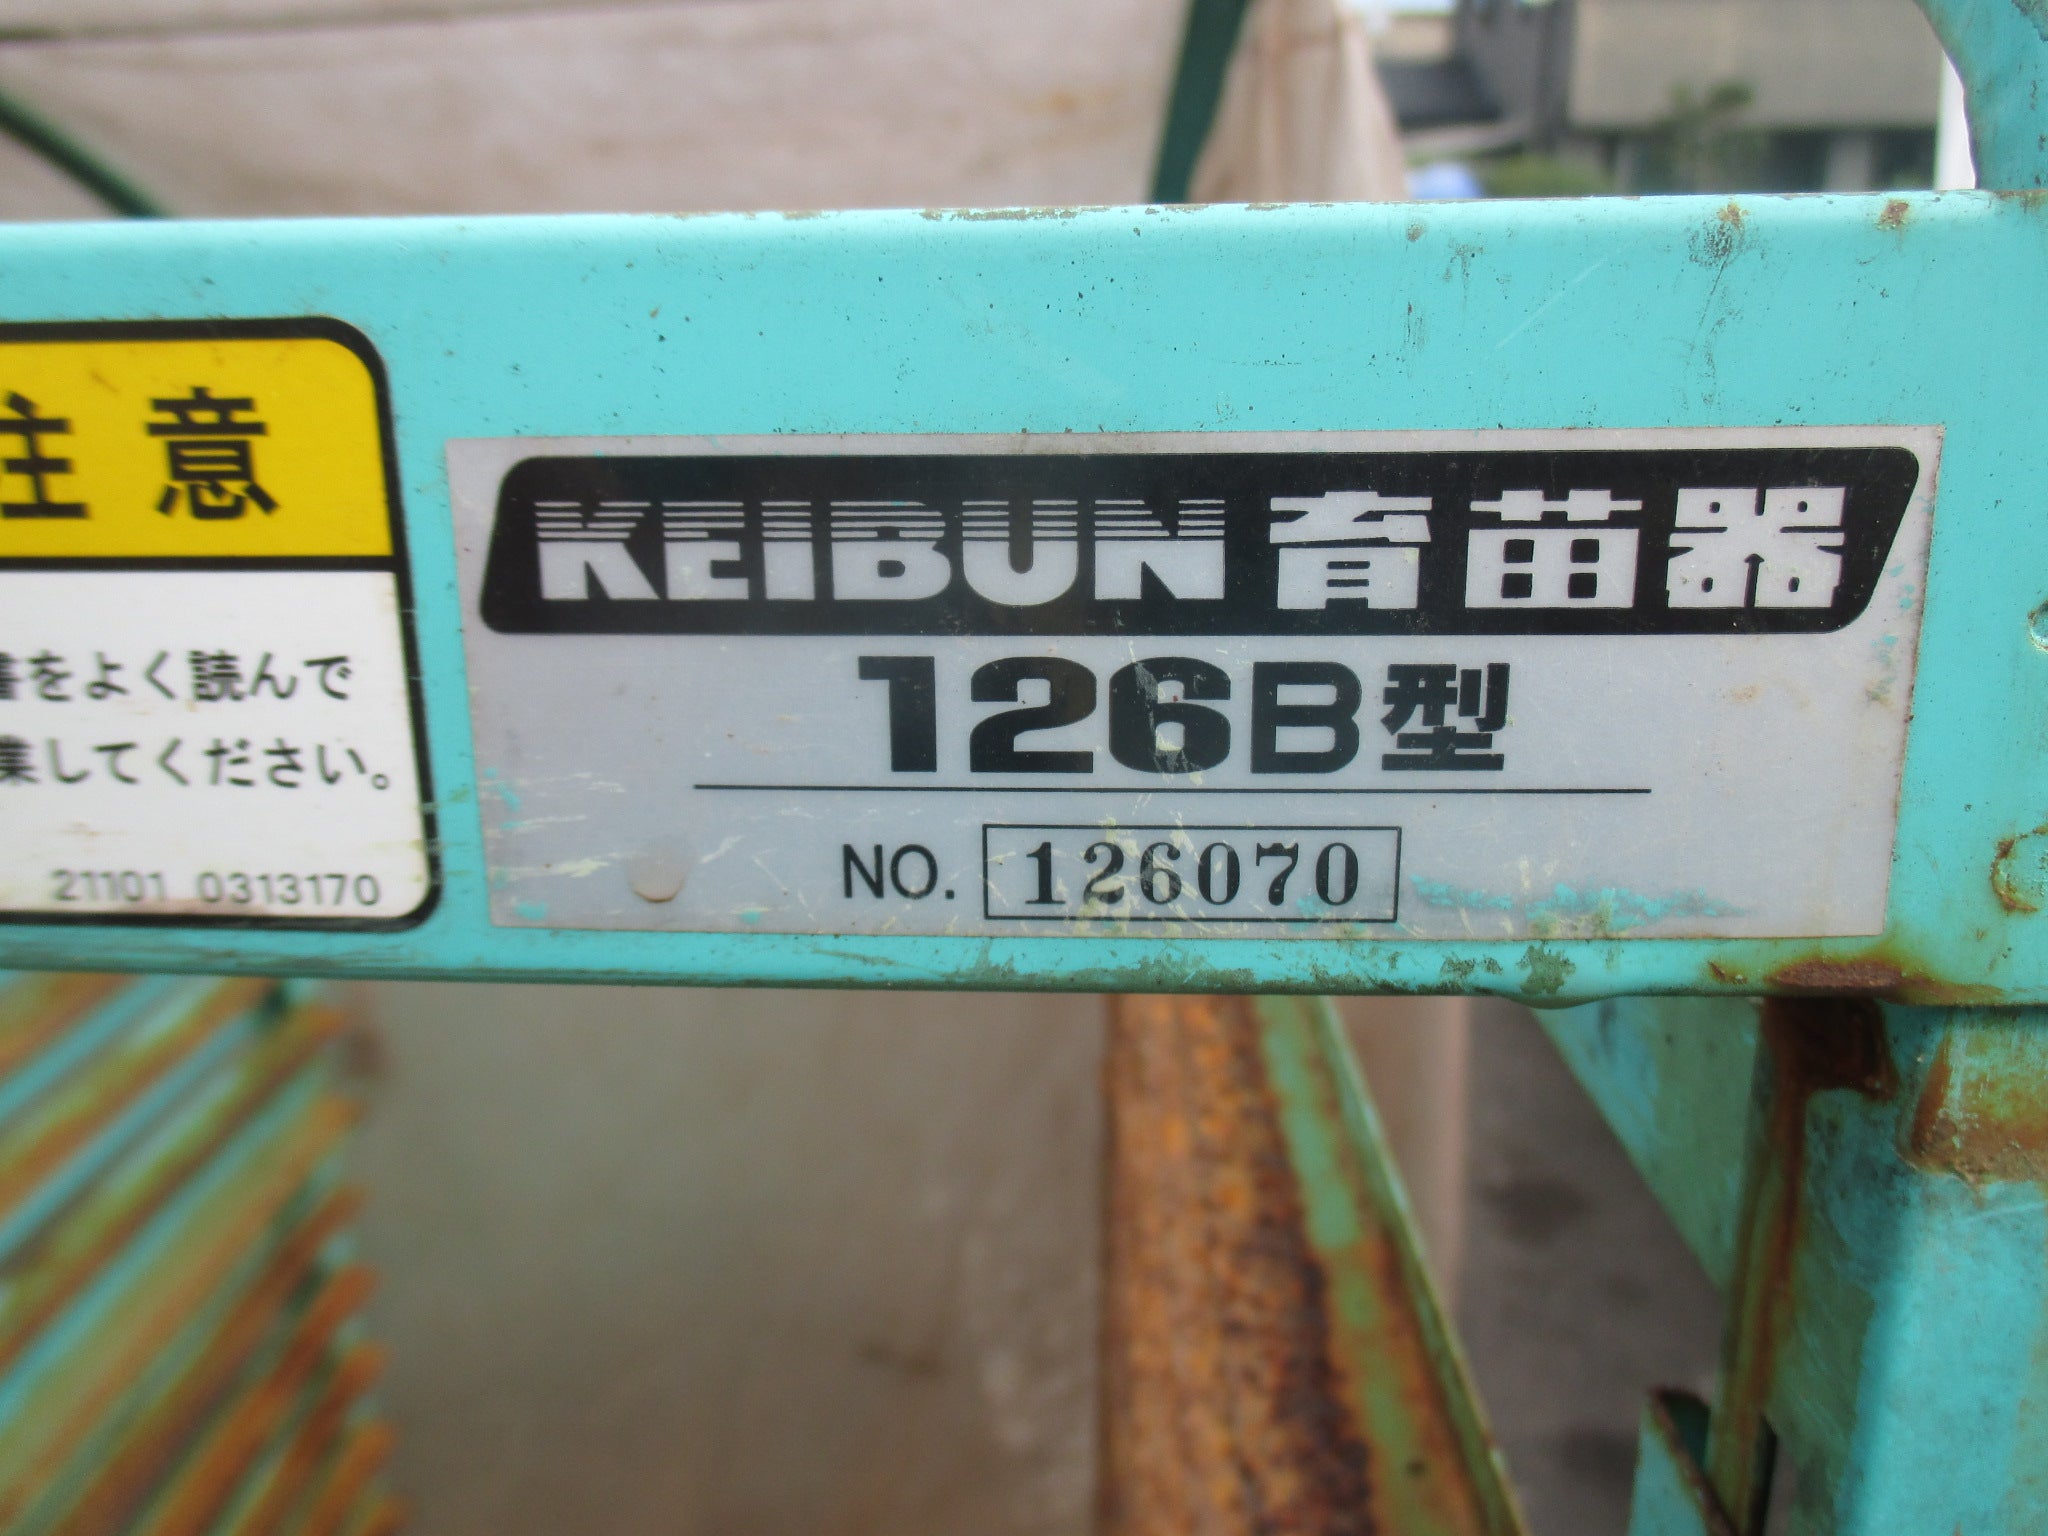 注意
書をよく読んで
業してください。
21101 0313170
KEIBUN 育苗器
126B型
NO. 126070